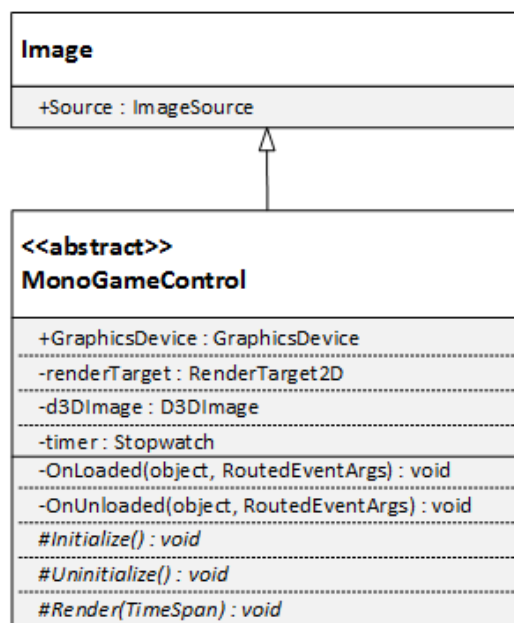 Image
+Source : ImageSource
<<abstract>>
MonoGameControl
+GraphicsDevice : GraphicsDevice
-renderTarget : RenderTarget2D
-d3DImage : D3DImage
-timer : Stopwatch
-OnLoaded(object, RoutedEventArgs) : void
-OnUnloaded(object, RoutedEventArgs) : void
#Initialize() : void
#Uninitialize() : void
#Render(TimeSpan) : void